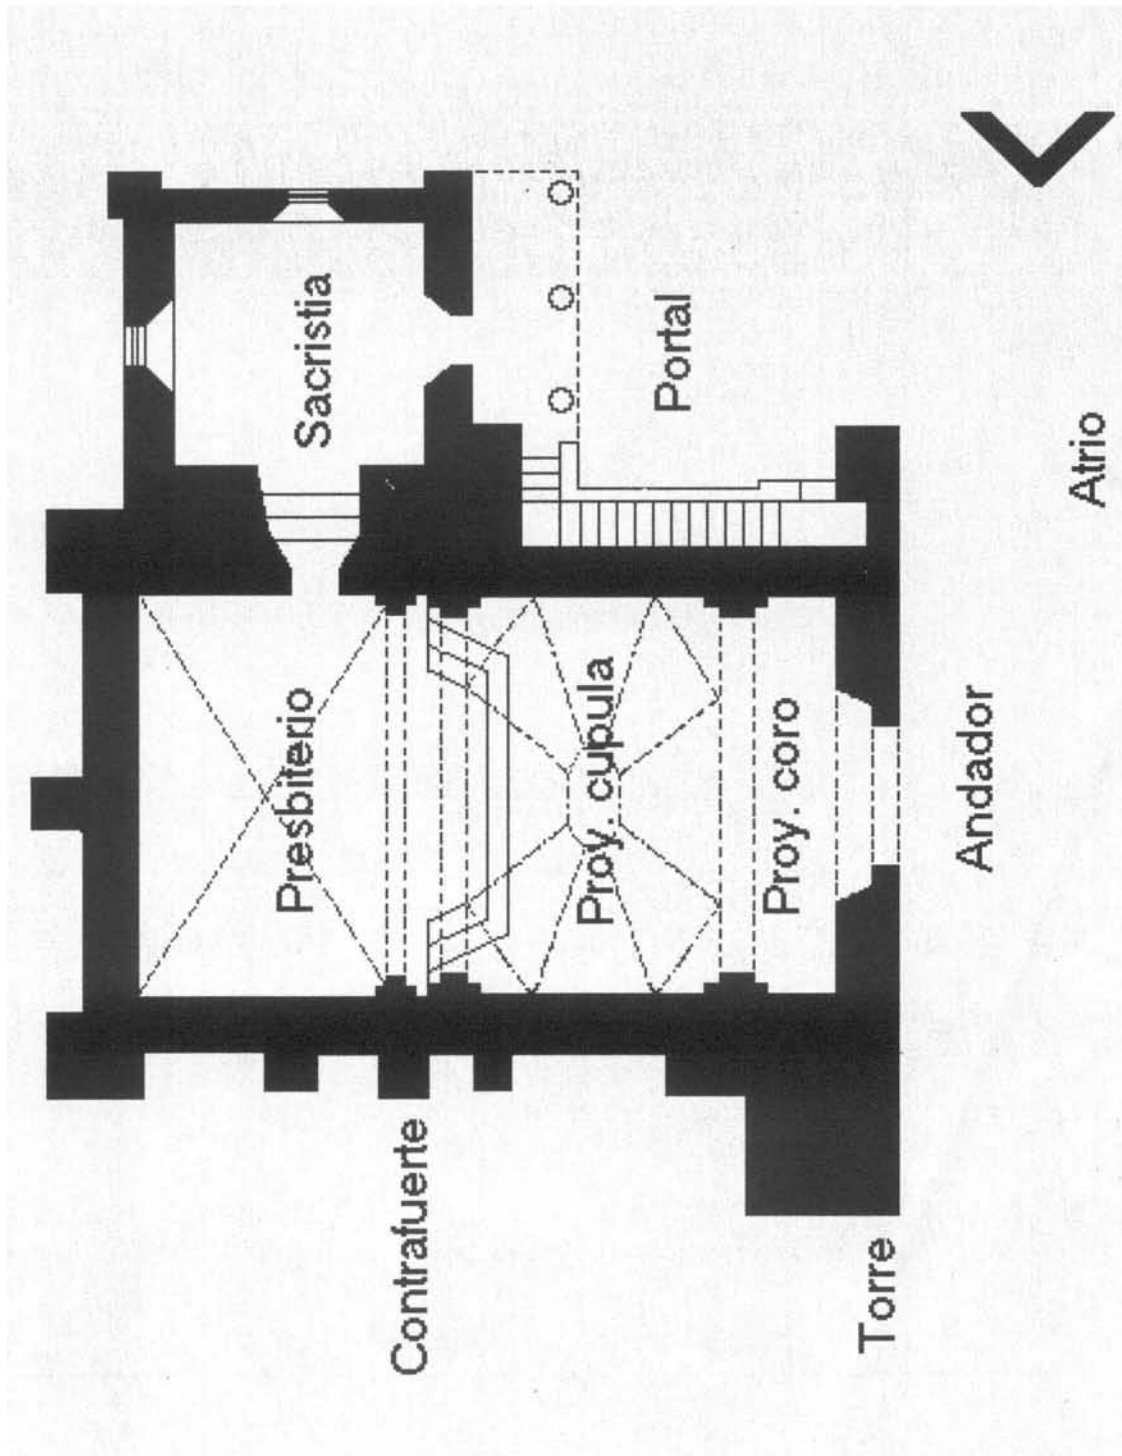 Sacristia
Presbiterio
Contrafuerte
Portal
Proy. cupula
Proy. coro
Torre
Andador
Atrio